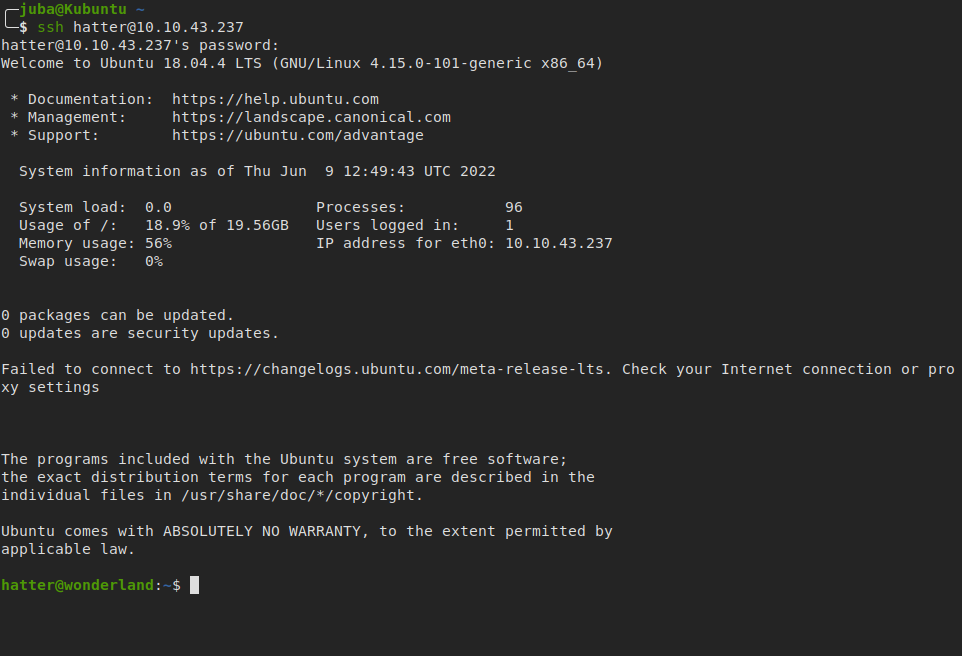 juba@Kubuntu ~
$ ssh hatter@10.10.43.237
hatter@10.10.43.237's password:
Welcome to Ubuntu 18.04.4 LTS (GNU/Linux 4.15.0-101-generic x86_64)
* Documentation:  https://help.ubuntu.com
* Management:     https://landscape.canonical.com
* Support:        https://ubuntu.com/advantage
System information as of Thu Jun  9 12:49:43 UTC 2022
System load:  0.0                Processes:           96
Usage of /:   18.9% of 19.56GB   Users logged in:     1
Memory usage: 56%                IP address for eth0: 10.10.43.237
Swap usage:   0%
0 packages can be updated.
0 updates are security updates.
Failed to connect to https://changelogs.ubuntu.com/meta-release-lts. Check your Internet connection or pro
xy settings
The programs included with the Ubuntu system are free software;
the exact distribution terms for each program are described in the
individual files in /usr/share/doc/*/copyright.
Ubuntu comes with ABSOLUTELY NO WARRANTY, to the extent permitted by
applicable law.
hatter@wonderland:~$